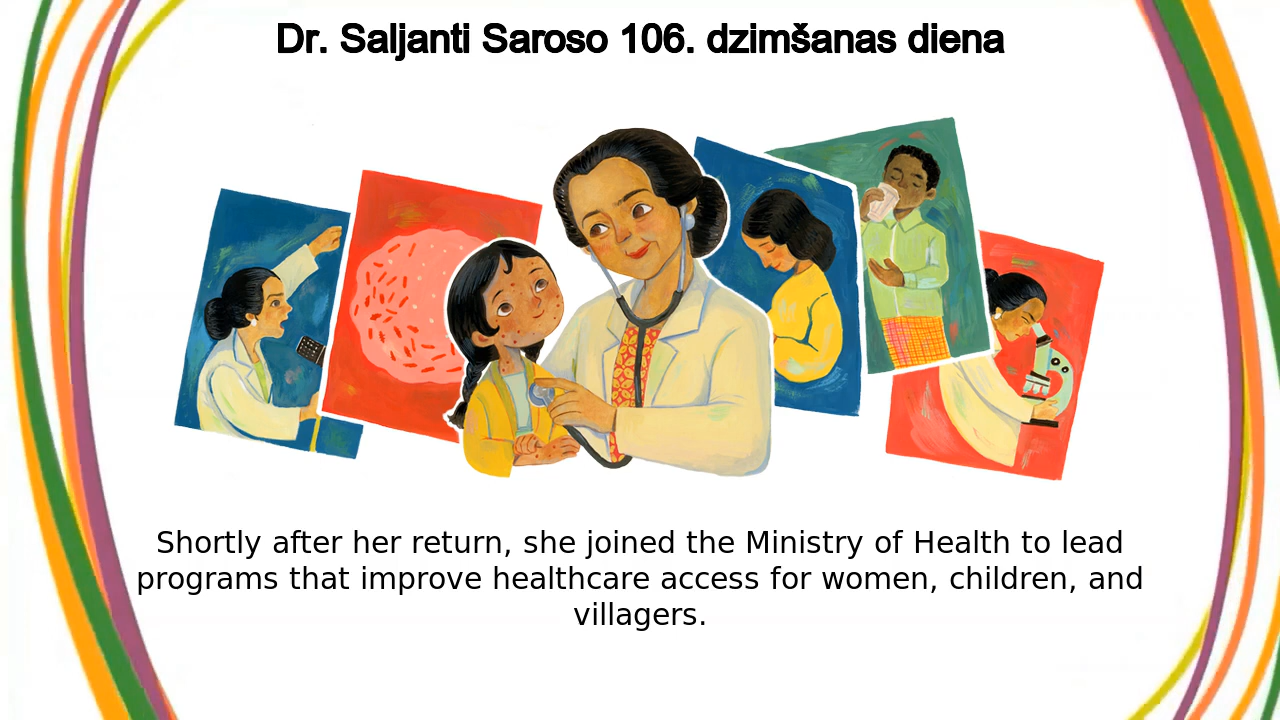 Dr. Saljanti Saroso 106. dzimšanas diena
Shortly after her return, she joined the Ministry of Health to lead
programs that improve healthcare access for women, children, and
villagers.